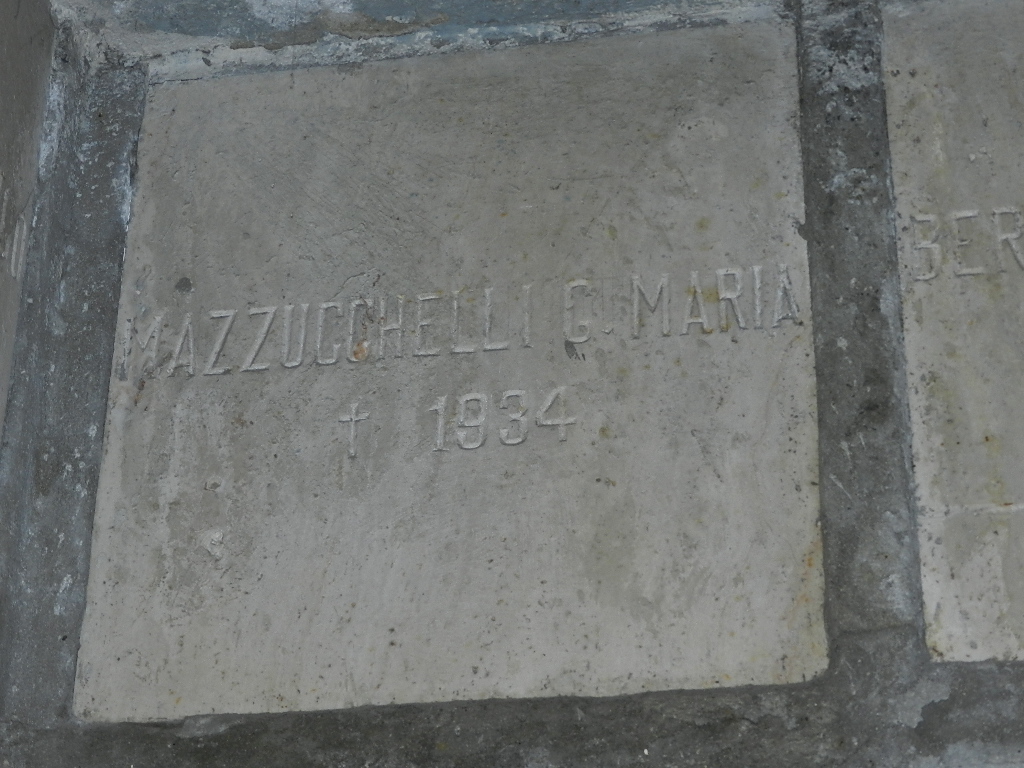 MAZZUCCHELLI G. MARIA
† 1934
BER